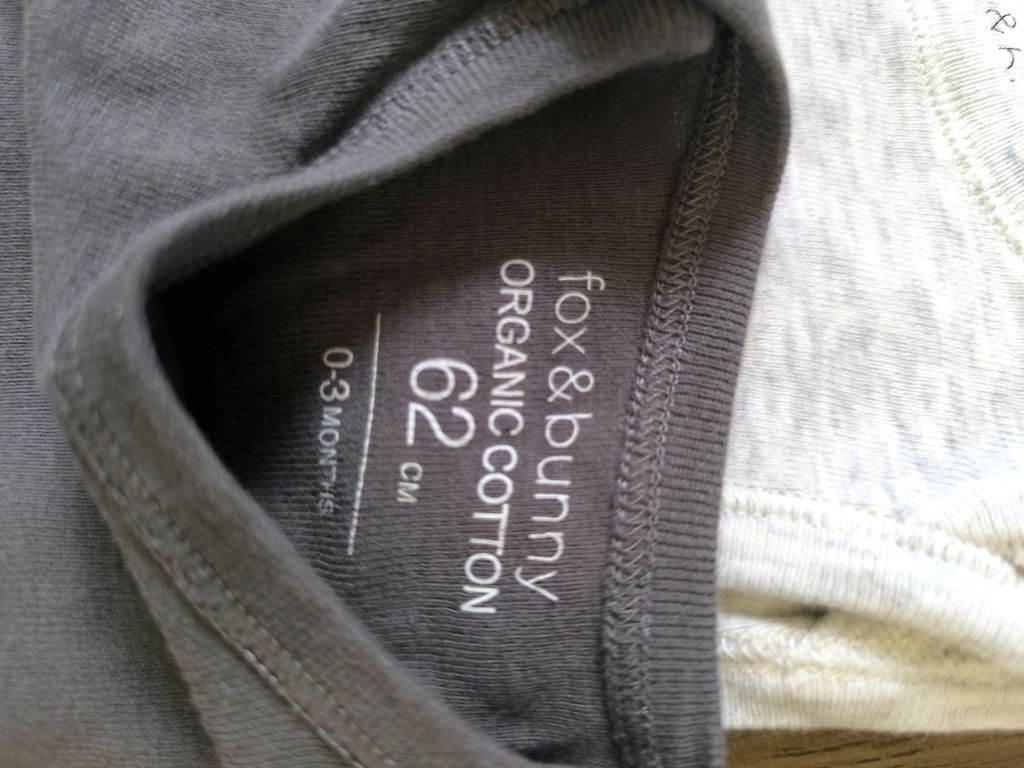 fox & bunny
ORGANIC COTTON
62 CM
0-3 MONTHS